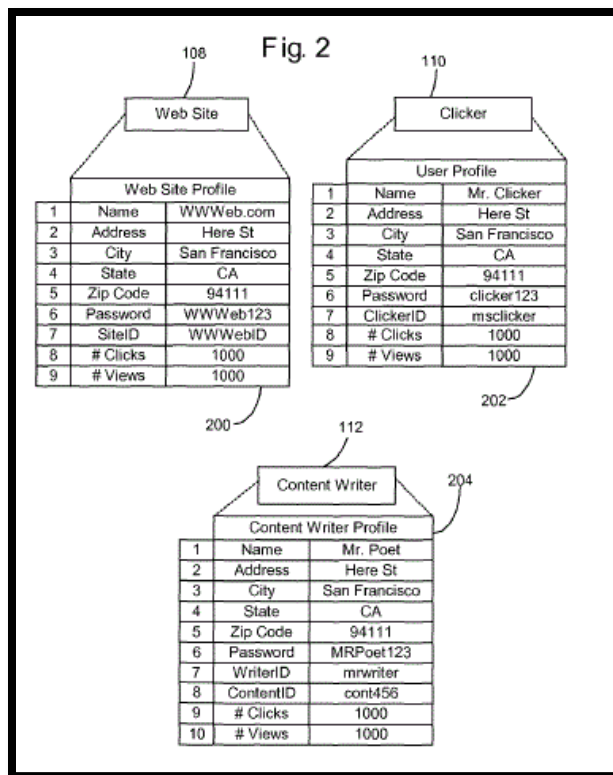 Fig. 2
108
Web Site
Web Site Profile
1 Name WWWeb.com
2 Address Here St
3 City San Francisco
4 State CA
5 Zip Code 94111
6 Password WWWeb123
7 SiteID WWWebID
8 # Clicks 1000
9 # Views 1000
200
110
Clicker
User Profile
1 Name Mr. Clicker
2 Address Here St
3 City San Francisco
4 State CA
5 Zip Code 94111
6 Password clicker123
7 ClickerID msclicker
8 # Clicks 1000
9 # Views 1000
202
112
Content Writer
204
Content Writer Profile
1 Name Mr. Poet
2 Address Here St
3 City San Francisco
4 State CA
5 Zip Code 94111
6 Password MRPoet123
7 WriterID mrwriter
8 ContentID cont456
9 # Clicks 1000
10 # Views 1000